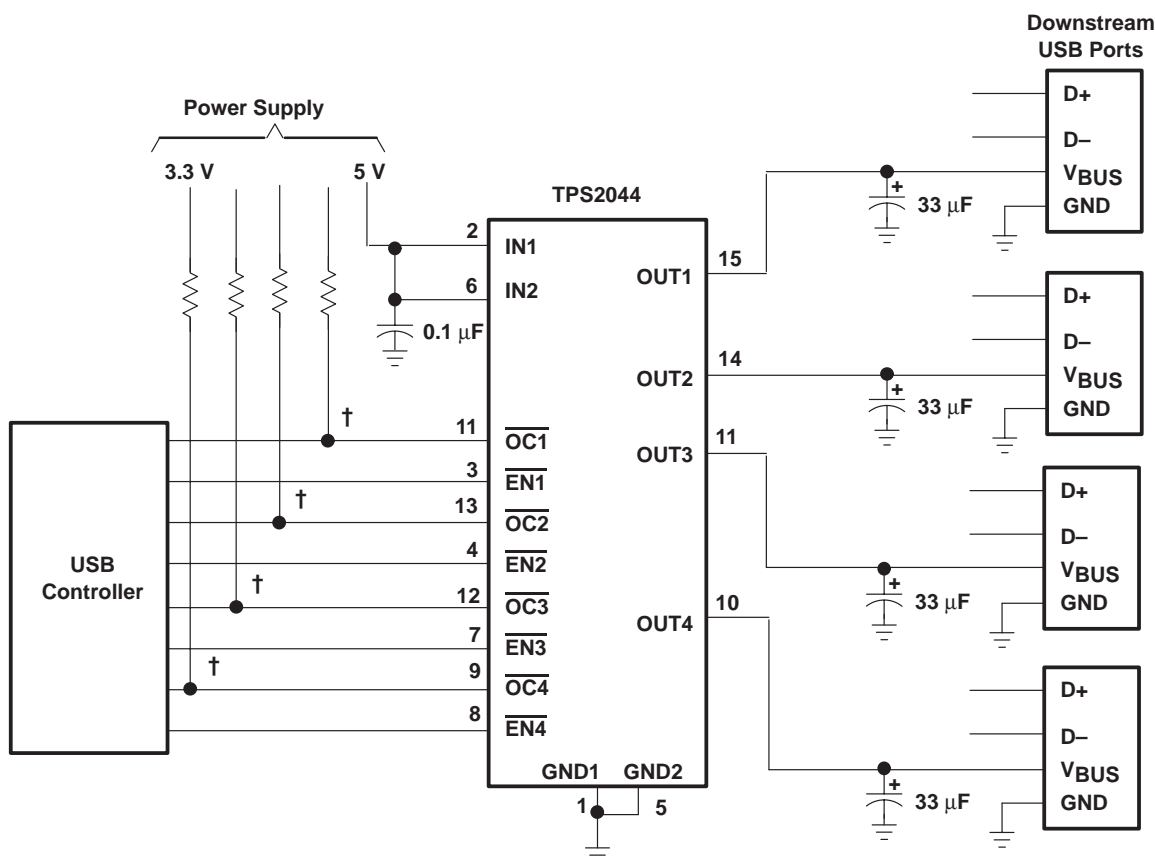 Downstream
USB Ports
Power Supply
3.3 V
5 V
TPS2044
2
IN1
6
IN2
0.1 μF
USB
Controller
†
11
OC1
3
EN1
†
13
OC2
4
EN2
†
12
OC3
7
EN3
†
9
OC4
8
EN4
GND1
GND2
1
5
OUT1
15
OUT2
14
OUT3
11
OUT4
10
+
33 μF
D+
D–
VBUS
GND
+
33 μF
D+
D–
VBUS
GND
+
33 μF
D+
D–
VBUS
GND
+
33 μF
D+
D–
VBUS
GND